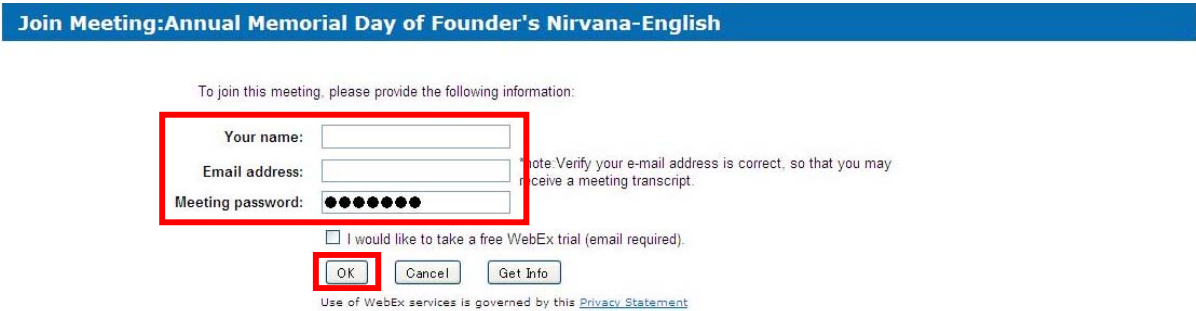 Join Meeting:Annual Memorial Day of Founder's Nirvana-English
To join this meeting, please provide the following information:
Your name:
Email address:
*note:Verify your e-mail address is correct, so that you may
receive a meeting transcript.
Meeting password: ●●●●●●●
I would like to take a free WebEx trial (email required).
OK Cancel Get Info
Use of WebEx services is governed by this Privacy Statement